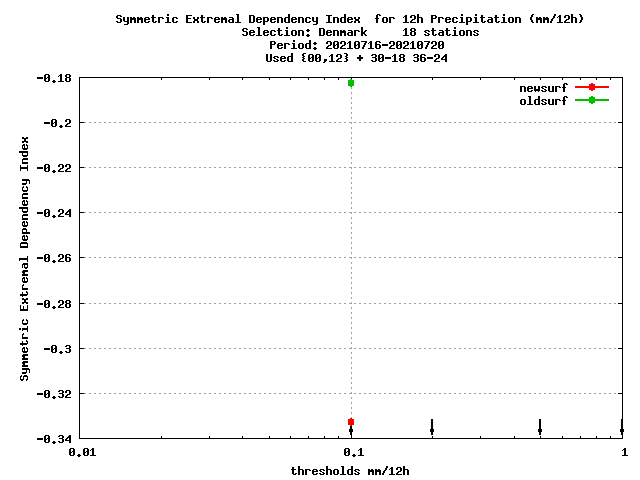 Symmetric Extremal Dependency Index  for 12h Precipitation (mm/12h)
Selection: Denmark     18 stations
Period: 20210716-20210720
Used {00,12} + 30-18 36-24
newsurf
oldsurf
Symmetric Extremal Dependency Index
-0.18
-0.2
-0.22
-0.24
-0.26
-0.28
-0.3
-0.32
-0.34
0.01 0.1 1
thresholds mm/12h